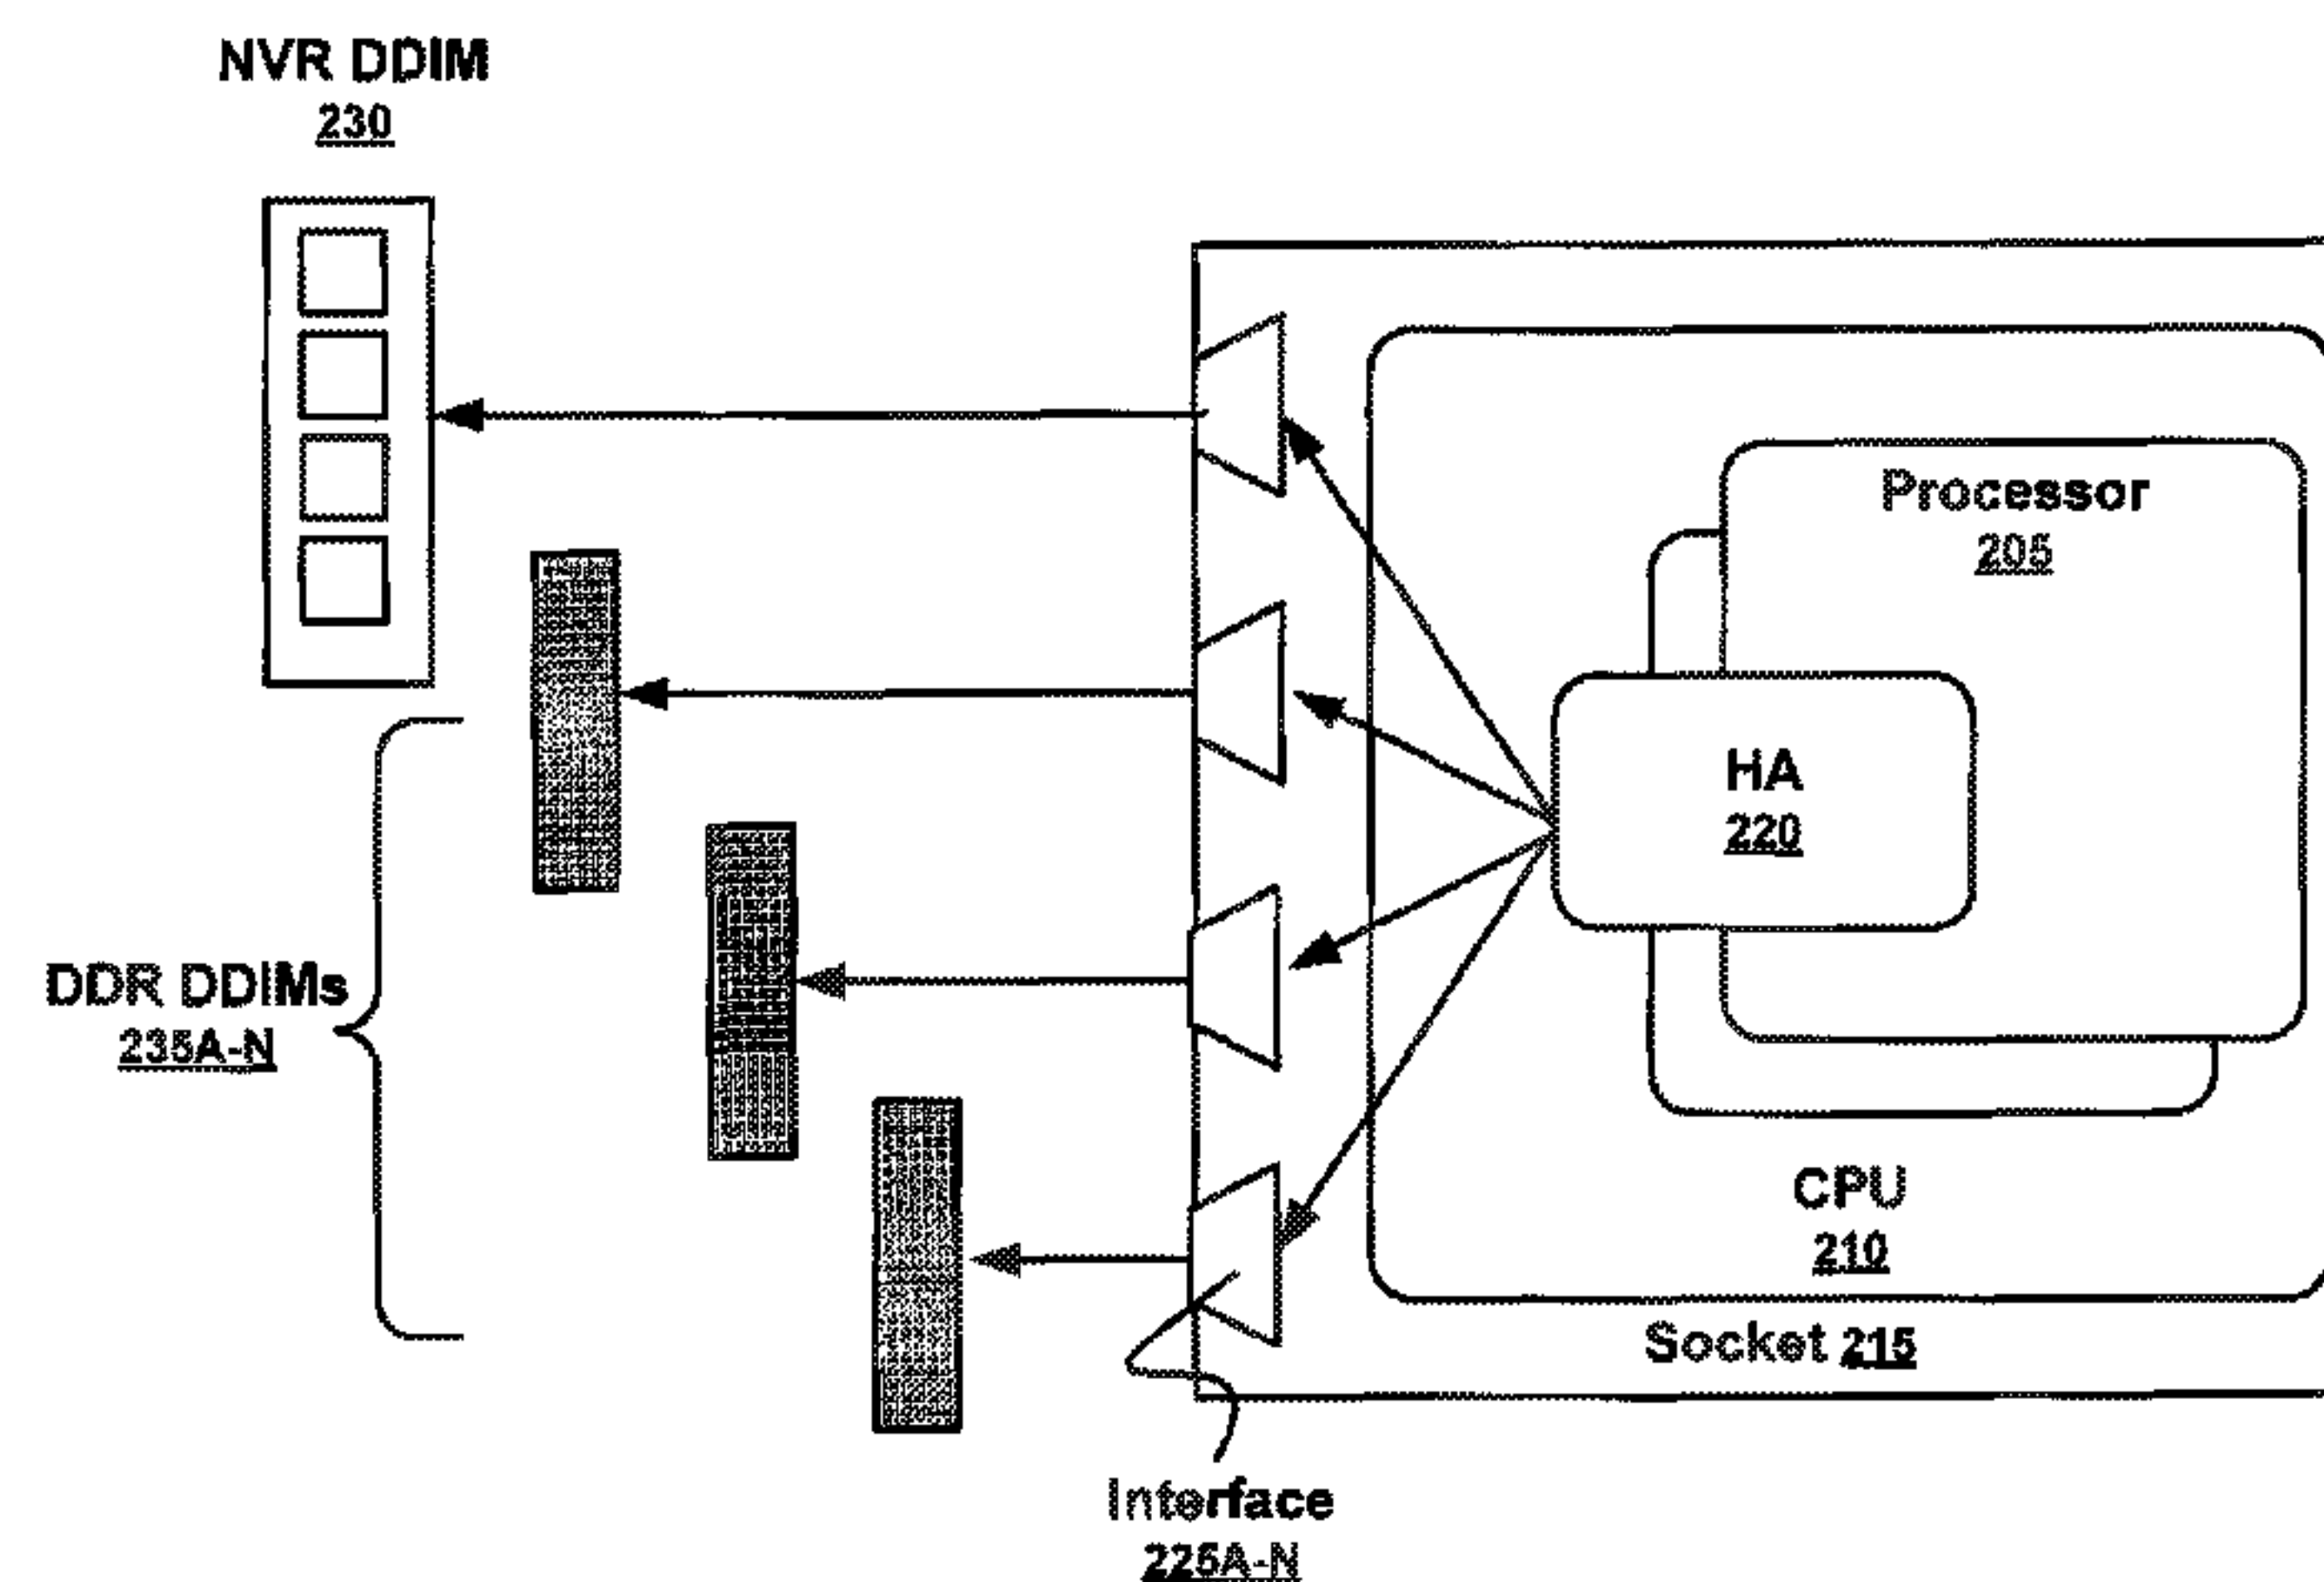 NVR DDIM
230
Processor
205
HA
220
DDR DDIMs
235A-N
CPU
210
Socket 215
Interface
225A-N